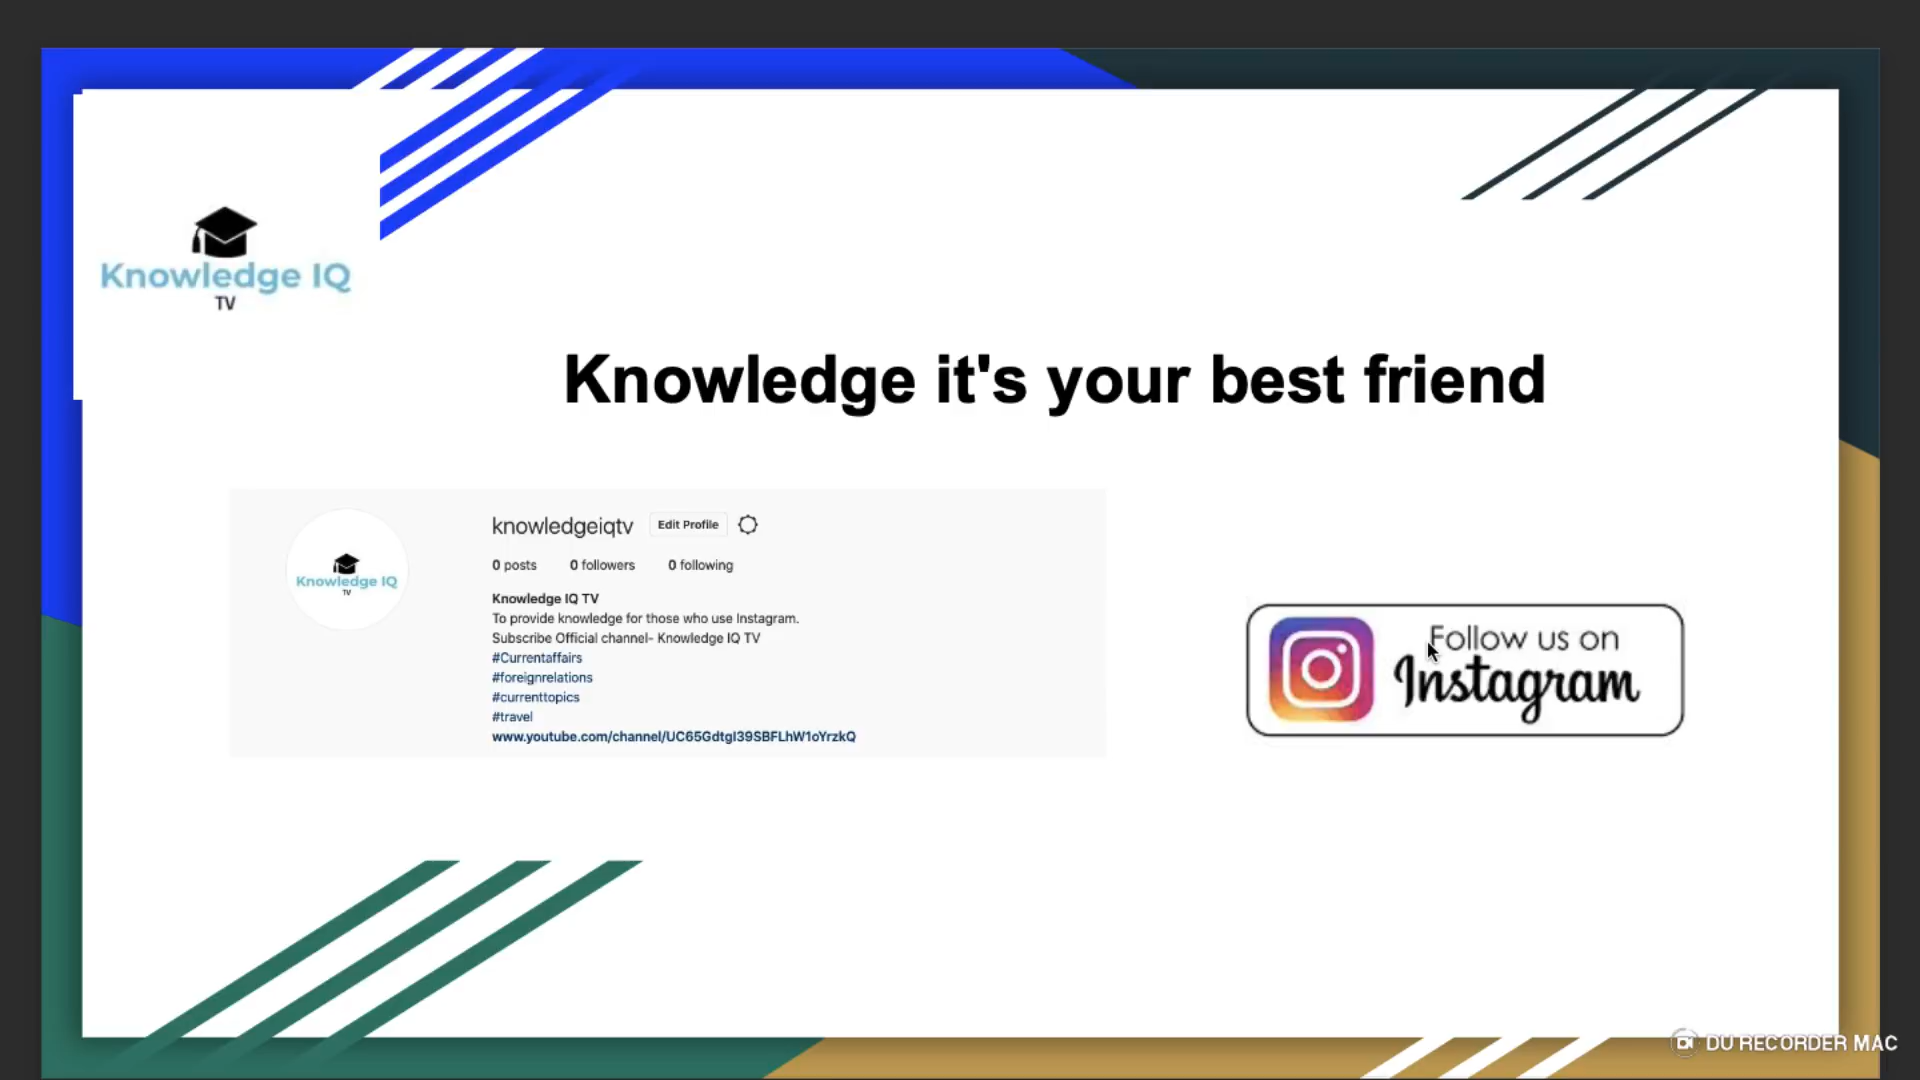 Knowledge IQ
TV
Knowledge it's your best friend
knowledgeiqtv Edit Profile
0 posts 0 followers 0 following
Knowledge IQ
TV
Knowledge IQ TV
To provide knowledge for those who use Instagram.
Subscribe Official channel- Knowledge IQ TV
#Currentaffairs
#foreignrelations
#currenttopics
#travel
www.youtube.com/channel/UC65GdtgI39SBFLhW1oYrzkQ
Follow us on
Instagram
DU RECORDER MAC